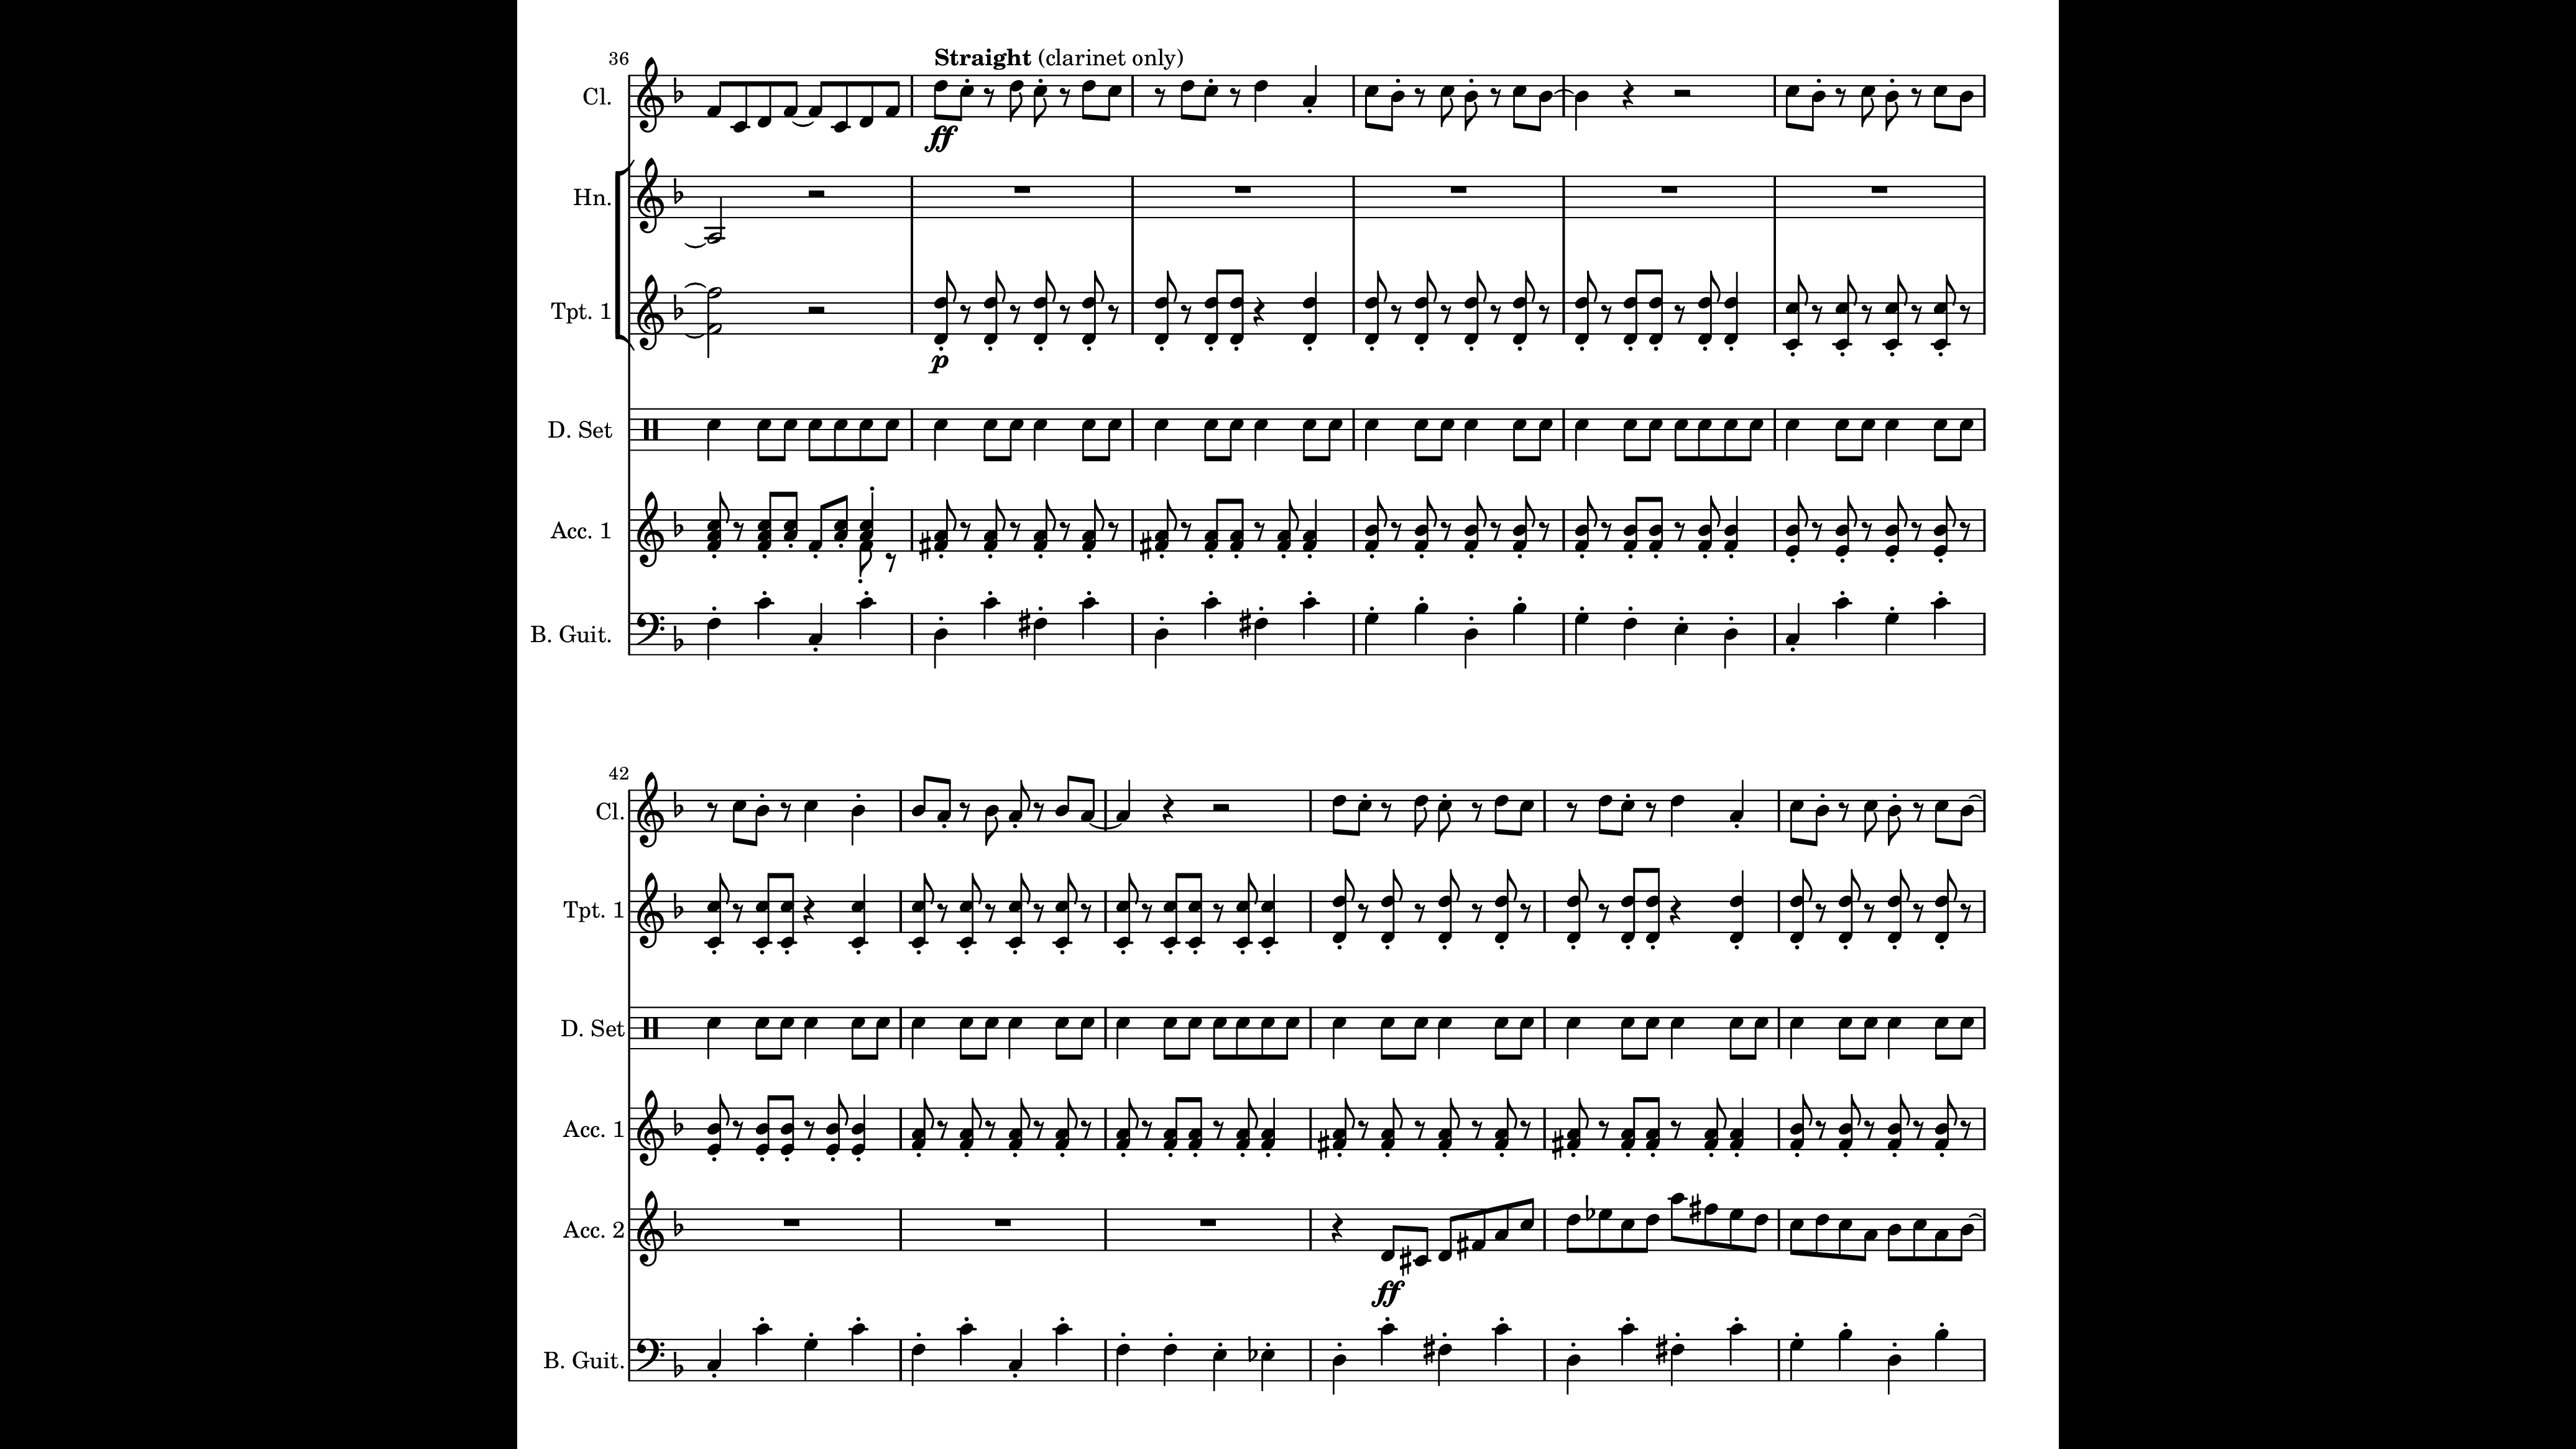 36
Straight (clarinet only)
Cl.
ff
Hn.
Tpt. 1
p
D. Set
Acc. 1
B. Guit.
42
Cl.
Tpt. 1
D. Set
Acc. 1
Acc. 2
ff
B. Guit.